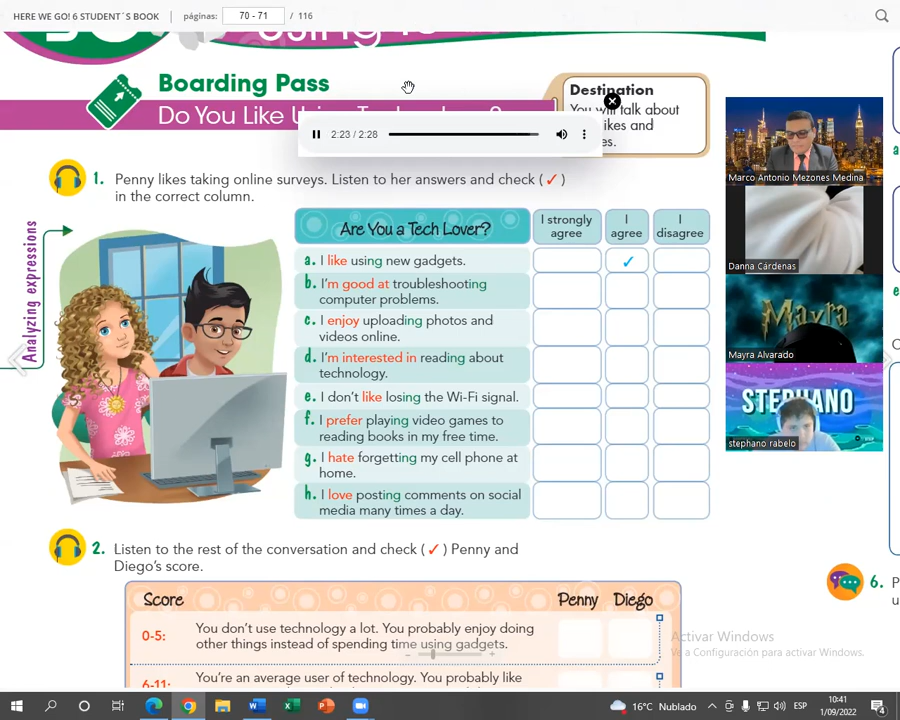 HERE WE GO! 6 STUDENT´S BOOK
páginas:
70 - 71
/ 116
Using
Boarding Pass
Do You Like Using Technology?
Destination
You will talk about
likes and
2:23 / 2:28
1. Penny likes taking online surveys. Listen to her answers and check (✓)
in the correct column.
Analyzing expressions
Are You a Tech Lover?
I strongly
agree
I
agree
I
disagree
a. I like using new gadgets.
✓
b. I'm good at troubleshooting
computer problems.
c. I enjoy uploading photos and
videos online.
d. I'm interested in reading about
technology.
e. I don't like losing the Wi-Fi signal.
f. I prefer playing video games to
reading books in my free time.
g. I hate forgetting my cell phone at
home.
h. I love posting comments on social
media many times a day.
2. Listen to the rest of the conversation and check (✓) Penny and
Diego's score.
Score
Penny
Diego
0-5:
You don't use technology a lot. You probably enjoy doing
other things instead of spending time using gadgets.
6-11:
You're an average user of technology. You probably like
Marco Antonio Mezones Medina
Danna Cárdenas
Mayra
Mayra Alvarado
STEPHANO
stephano rabelo
6.
Activar Windows
Ve a Configuración para activar Windows.
16°C Nublado
ESP
10:41
1/09/2022
4